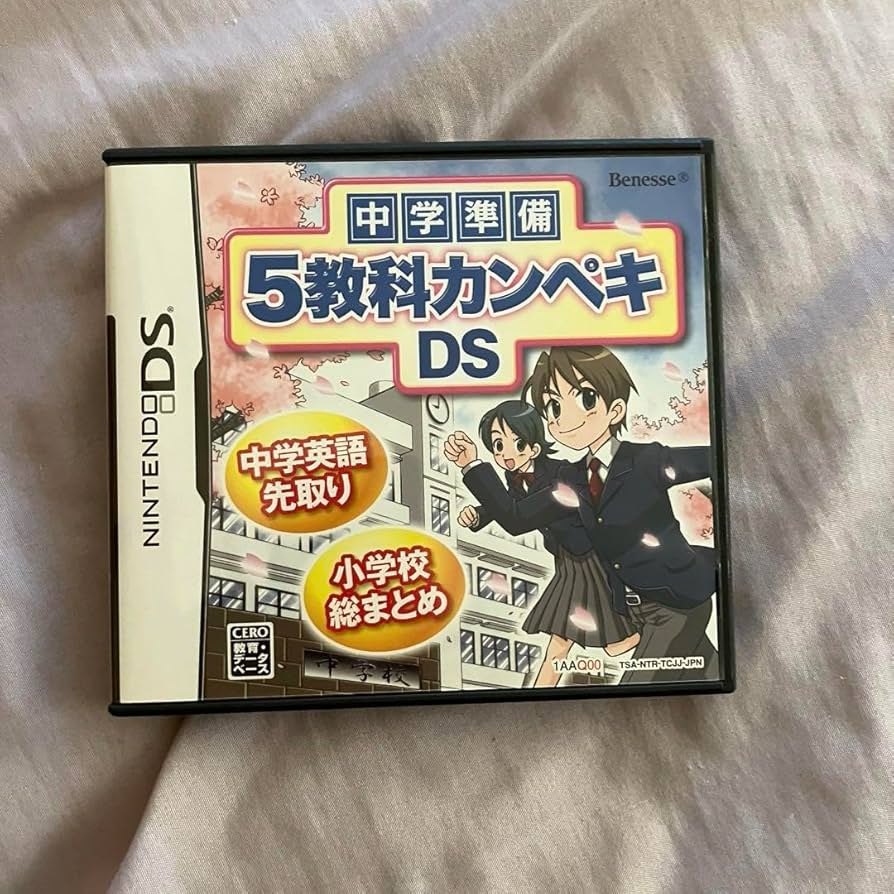 Benesse®
中学準備
5教科カンペキ
DS
NINTENDO DS®
中学英語
先取り
小学校
総まとめ
CERO
教育・
データ
ベース
中学校
1AAQ00
TSA-NTR-TCJJ-JPN